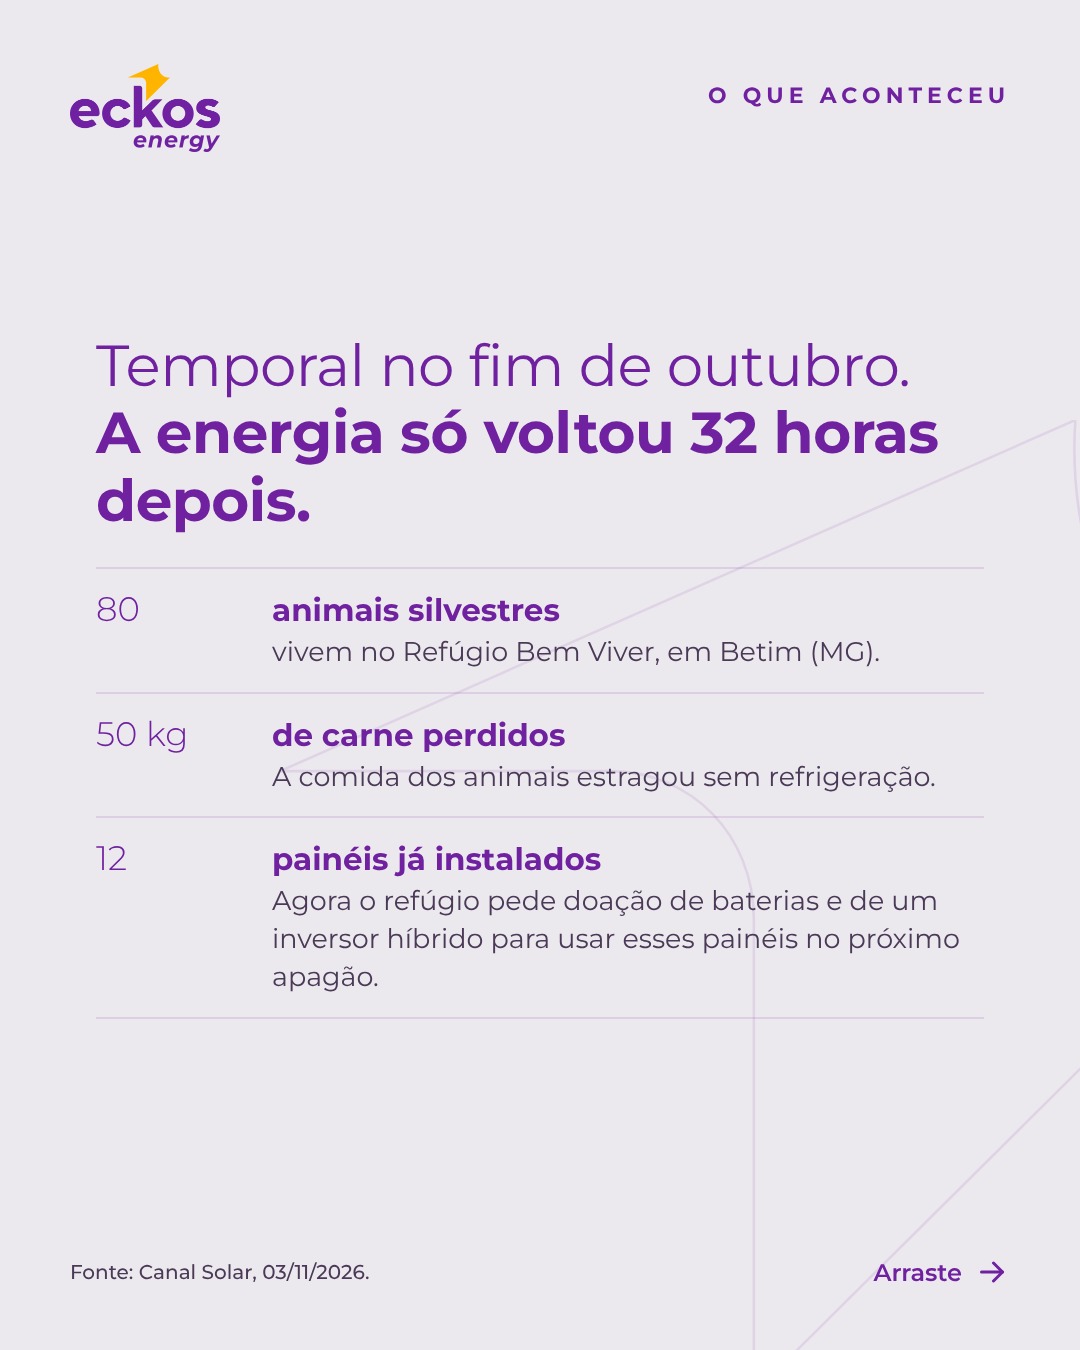 eckos
energy
O QUE ACONTECEU
Temporal no fim de outubro.
A energia só voltou 32 horas
depois.
80
animais silvestres
vivem no Refúgio Bem Viver, em Betim (MG).
50 kg
de carne perdidos
A comida dos animais estragou sem refrigeração.
12
painéis já instalados
Agora o refúgio pede doação de baterias e de um
inversor híbrido para usar esses painéis no próximo
apagão.
Fonte: Canal Solar, 03/11/2026.
Arraste →